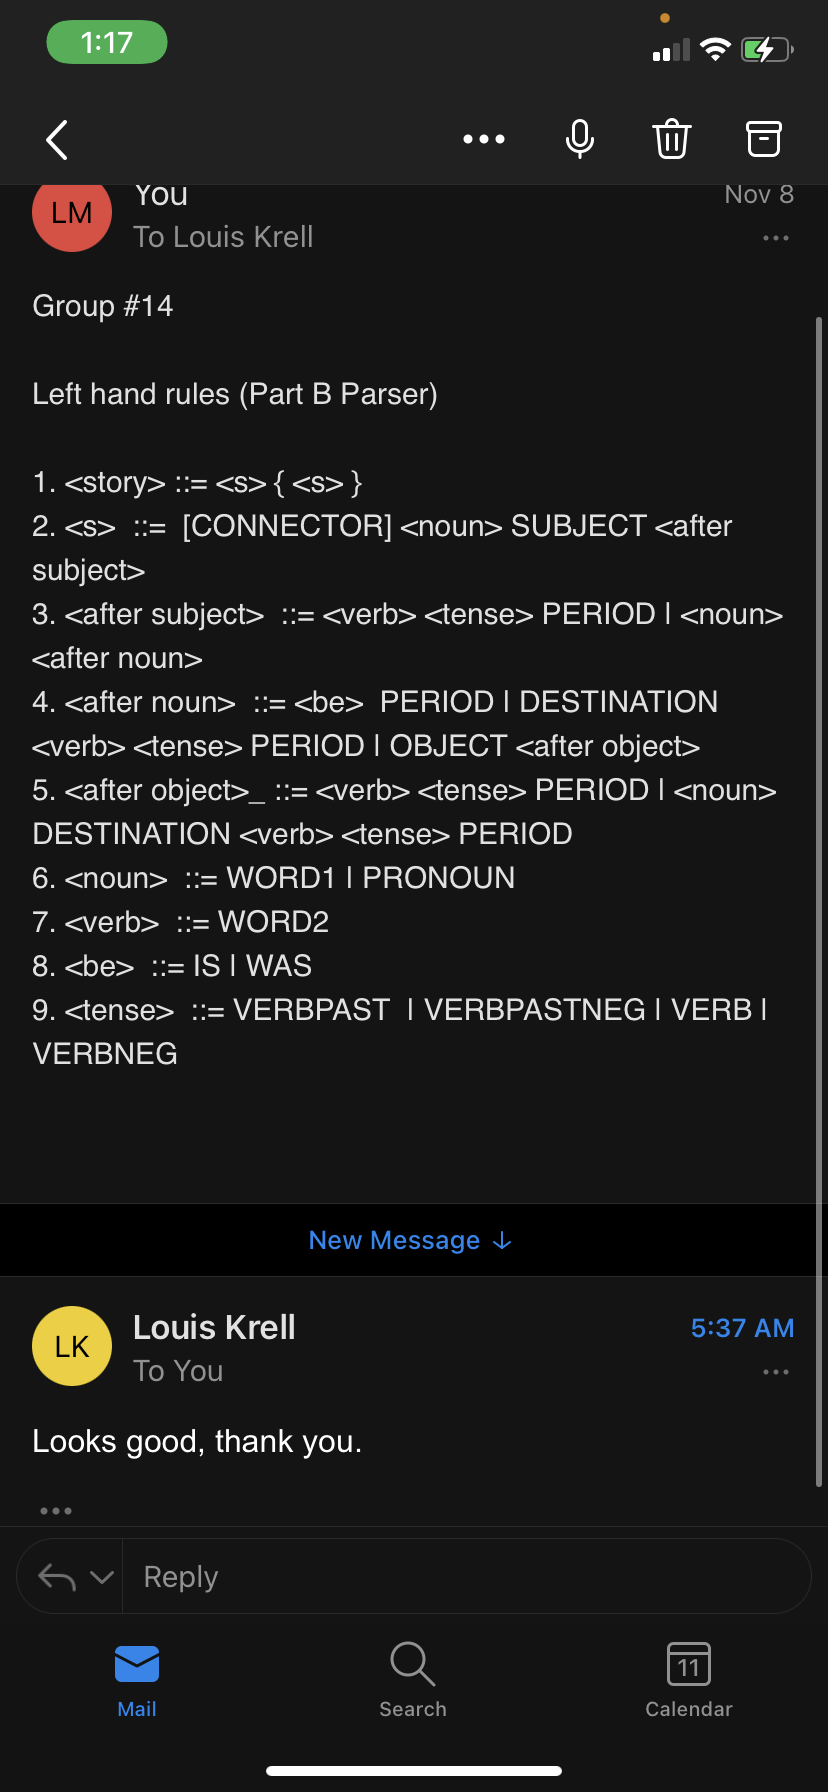 1:17
LM
You
Nov 8
To Louis Krell
Group #14
Left hand rules (Part B Parser)
1. <story> ::= <s> { <s> }
2. <s>  ::=  [CONNECTOR] <noun> SUBJECT <after
subject>
3. <after subject>  ::= <verb> <tense> PERIOD | <noun>
<after noun>
4. <after noun>  ::= <be>  PERIOD | DESTINATION
<verb> <tense> PERIOD | OBJECT <after object>
5. <after object>_ ::= <verb> <tense> PERIOD | <noun>
DESTINATION <verb> <tense> PERIOD
6. <noun>  ::= WORD1 | PRONOUN
7. <verb>  ::= WORD2
8. <be>  ::= IS | WAS
9. <tense>  ::= VERBPAST  | VERBPASTNEG | VERB |
VERBNEG
New Message ↓
LK
Louis Krell
5:37 AM
To You
Looks good, thank you.
Reply
11
Mail
Search
Calendar